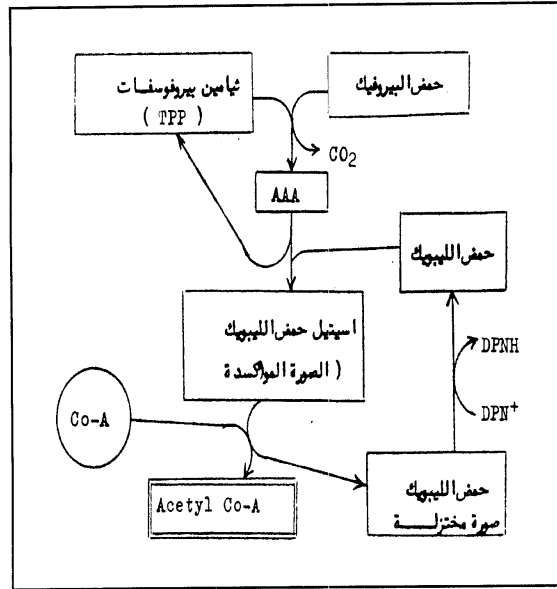 ثيامين بيروفوسفات
( TPP )
حمض البيروفيك
CO2
AAA
حمض الليبويك
اسيتيل حمض الليبويك
( الصورة المؤاكسدة
DPNH
DPN+
Co-A
Acetyl Co-A
حمض الليبويك
صورة مختزلة